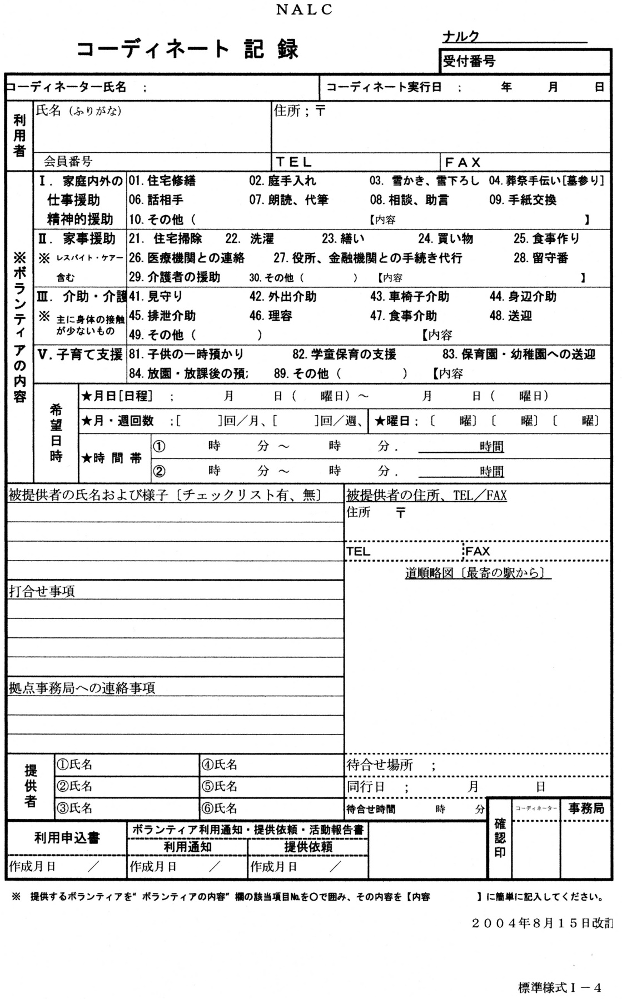 ＮＡＬＣ
コーディネート 記 録
ナルク
受付番号
コーディネーター氏名 ；
コーディネート実行日 ； 年 月 日
利用者
氏名（ふりがな）
住所；〒
会員番号
ＴＥＬ
ＦＡＸ
※ボランティアの内容
Ⅰ．家庭内外の
仕事援助
精神的援助
01.住宅修繕 02.庭手入れ 03. 雪かき、雪下ろし 04.葬祭手伝い[墓参り]
06.話相手 07.朗読、代筆 08.相談、助言 09.手紙交換
10.その他（ 【内容 】
Ⅱ．家事援助
※ レスパイト・ケアー
含む
21. 住宅掃除 22. 洗濯 23.繕い 24.買い物 25.食事作り
26.医療機関との連絡 27.役所、金融機関との手続き代行 28.留守番
29.介護者の援助 30.その他（ ） 【内容 】
Ⅲ．介助・介護
※ 主に身体の接触
が少ないもの
41.見守り 42.外出介助 43.車椅子介助 44.身辺介助
45.排泄介助 46.理容 47.食事介助 48.送迎
49.その他（ ） 【内容
Ⅴ.子育て支援
81.子供の一時預かり 82.学童保育の支援 83.保育園・幼稚園への送迎
84.放園・放課後の預 89.その他（ ） 【内容
希望日時
★月日[日程] ； 月 日（ 曜日）～ 月 日（ 曜日）
★月・週回数 ；[ ]回／月、[ ]回／週、
★曜日；〔 曜〕〔 曜〕〔 曜〕
★時 間 帯
① 時 分 ～ 時 分． 時間
② 時 分 ～ 時 分． 時間
被提供者の氏名および様子〔チェックリスト有、無〕
被提供者の住所、TEL／FAX
住所 〒
TEL
FAX
道順略図〔最寄の駅から〕
打合せ事項
拠点事務局への連絡事項
提供者
①氏名
④氏名
②氏名
⑤氏名
③氏名
⑥氏名
待合せ場所 ；
同行日 ； 月 日
待合せ時間 時 分
確認印
コーディネーター
事務局
利用申込書
ボランティア利用通知・提供依頼・活動報告書
利用通知
提供依頼
作成月日 ／
作成月日 ／
作成月日 ／
※ 提供するボランティアを“ボランティアの内容”欄の該当項目№を〇で囲み、その内容を【内容 】に簡単に記入してください。
２００４年８月１５日改訂
標準様式Ⅰ－４